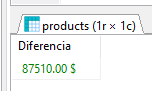 products (1r × 1c)
Diferencia
87510.00 $